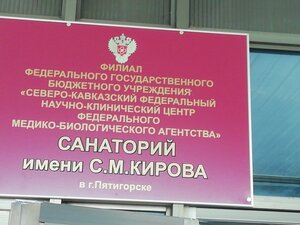 ФИЛИАЛ
ФЕДЕРАЛЬНОГО ГОСУДАРСТВЕННОГО
БЮДЖЕТНОГО УЧРЕЖДЕНИЯ
«СЕВЕРО-КАВКАЗСКИЙ ФЕДЕРАЛЬНЫЙ
НАУЧНО-КЛИНИЧЕСКИЙ ЦЕНТР
ФЕДЕРАЛЬНОГО
МЕДИКО-БИОЛОГИЧЕСКОГО АГЕНТСТВА»
САНАТОРИЙ
имени С.М.КИРОВА
в г.Пятигорске